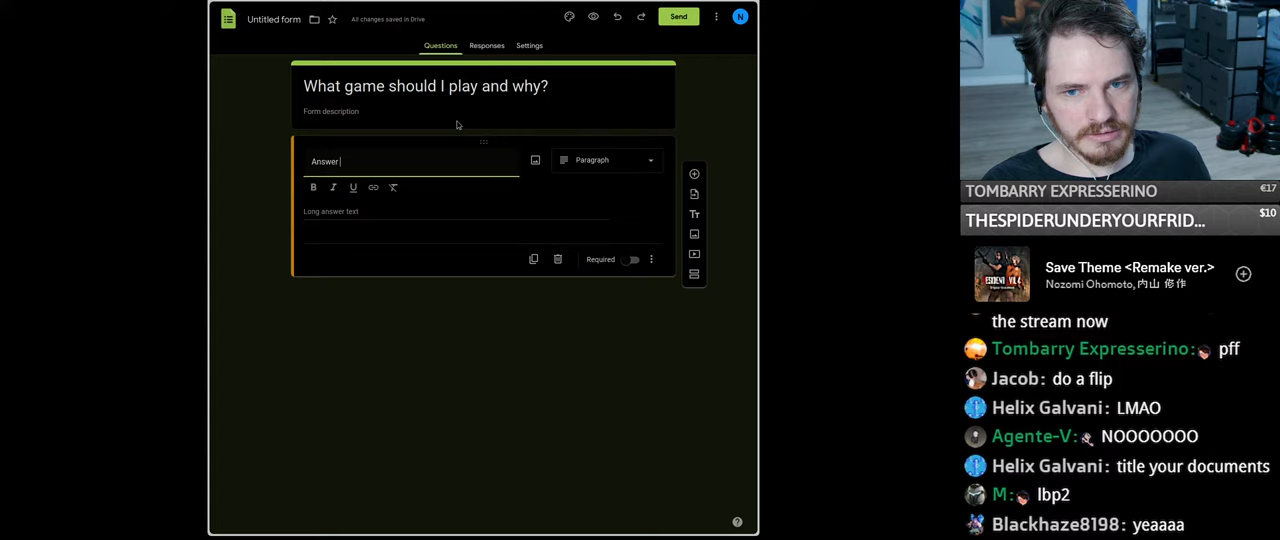 Untitled form
All changes saved in Drive
Send
N
Questions
Responses
Settings
What game should I play and why?
Form description
Answer
Paragraph
B I U
Long answer text
Tт
Required
TOMBARRY EXPRESSERINO €17
THESPIDERUNDERYOURFRID... $10
Save Theme <Remake ver.>
Nozomi Ohomoto, 内山 修作
the stream now
Tombarry Expresserino: pff
Jacob: do a flip
Helix Galvani: LMAO
Agente-V: NOOOOOOO
Helix Galvani: title your documents
M: lbp2
Blackhaze8198: yeaaaa